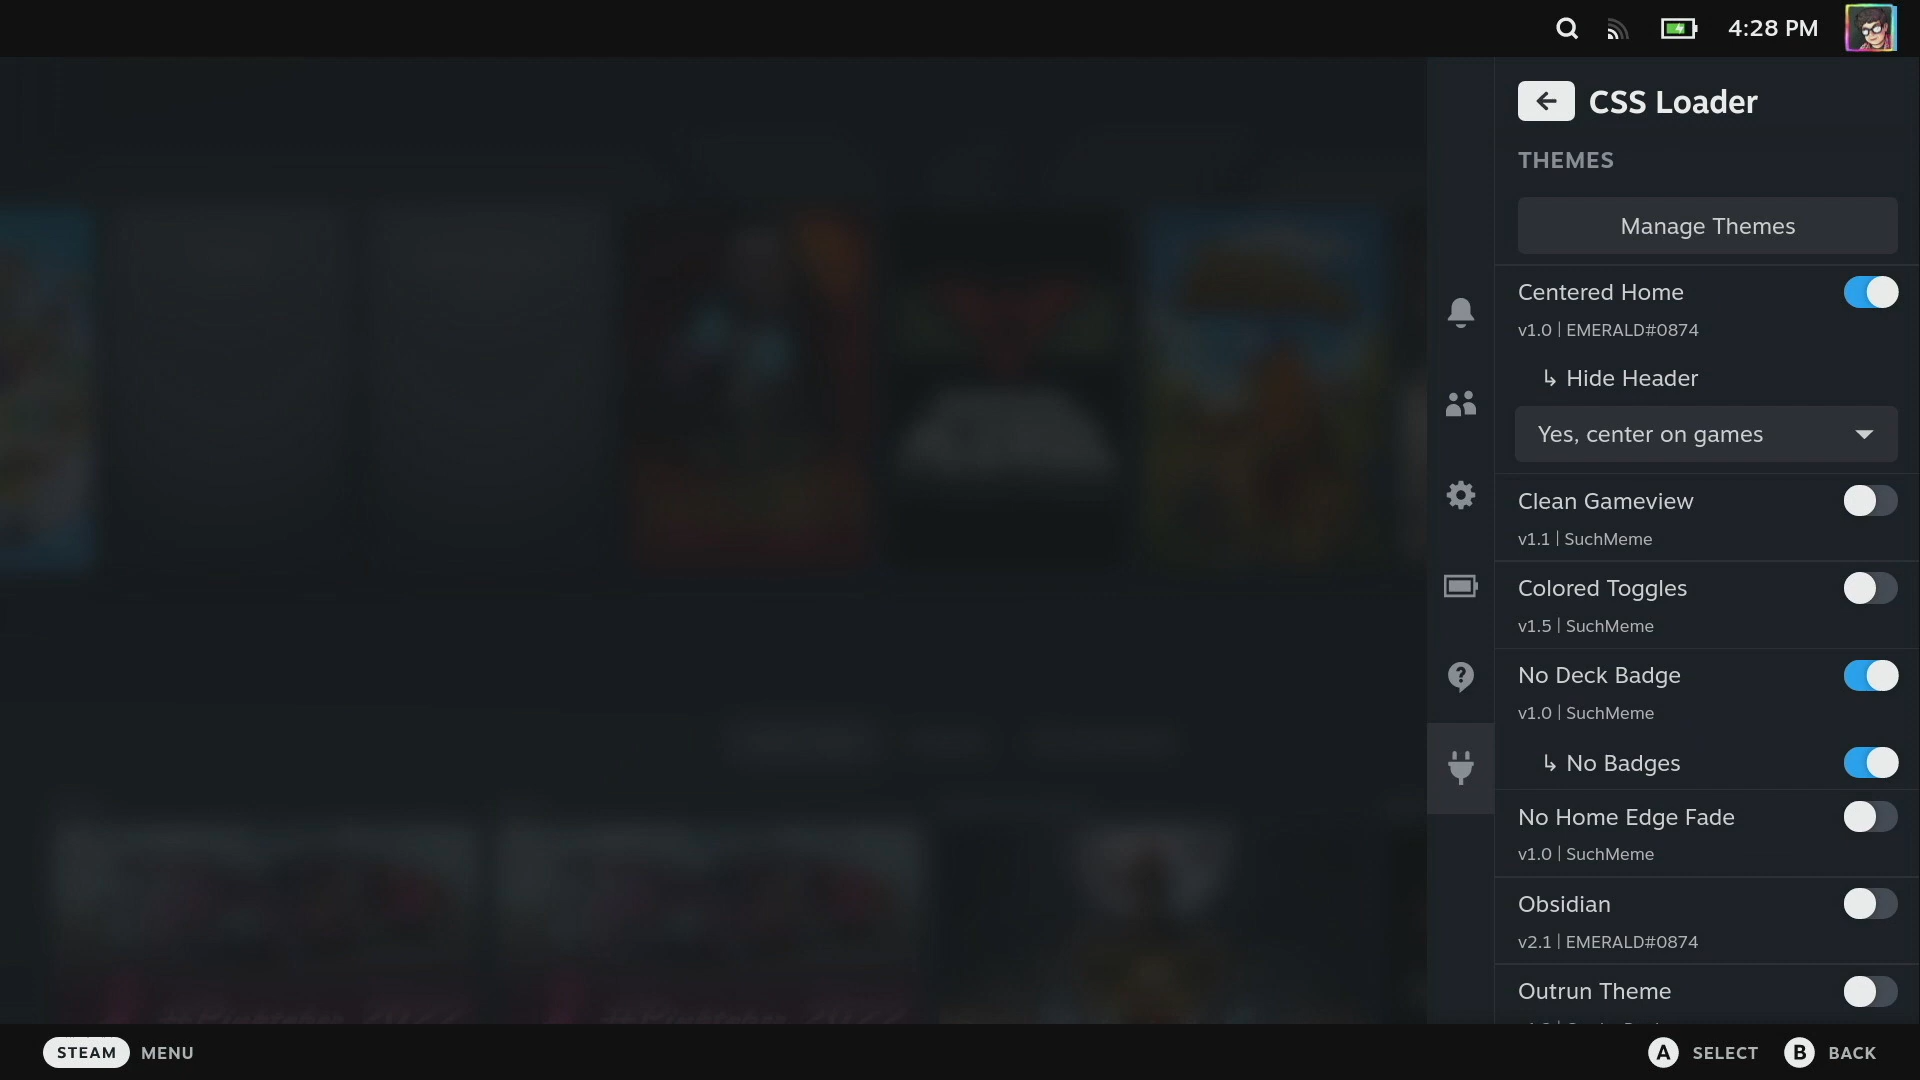 4:28 PM
CSS Loader
THEMES
Manage Themes
Centered Home
v1.0 | EMERALD#0874
↳ Hide Header
Yes, center on games
Clean Gameview
v1.1 | SuchMeme
Colored Toggles
v1.5 | SuchMeme
No Deck Badge
v1.0 | SuchMeme
↳ No Badges
No Home Edge Fade
v1.0 | SuchMeme
Obsidian
v2.1 | EMERALD#0874
Outrun Theme
STEAM MENU
A SELECT B BACK